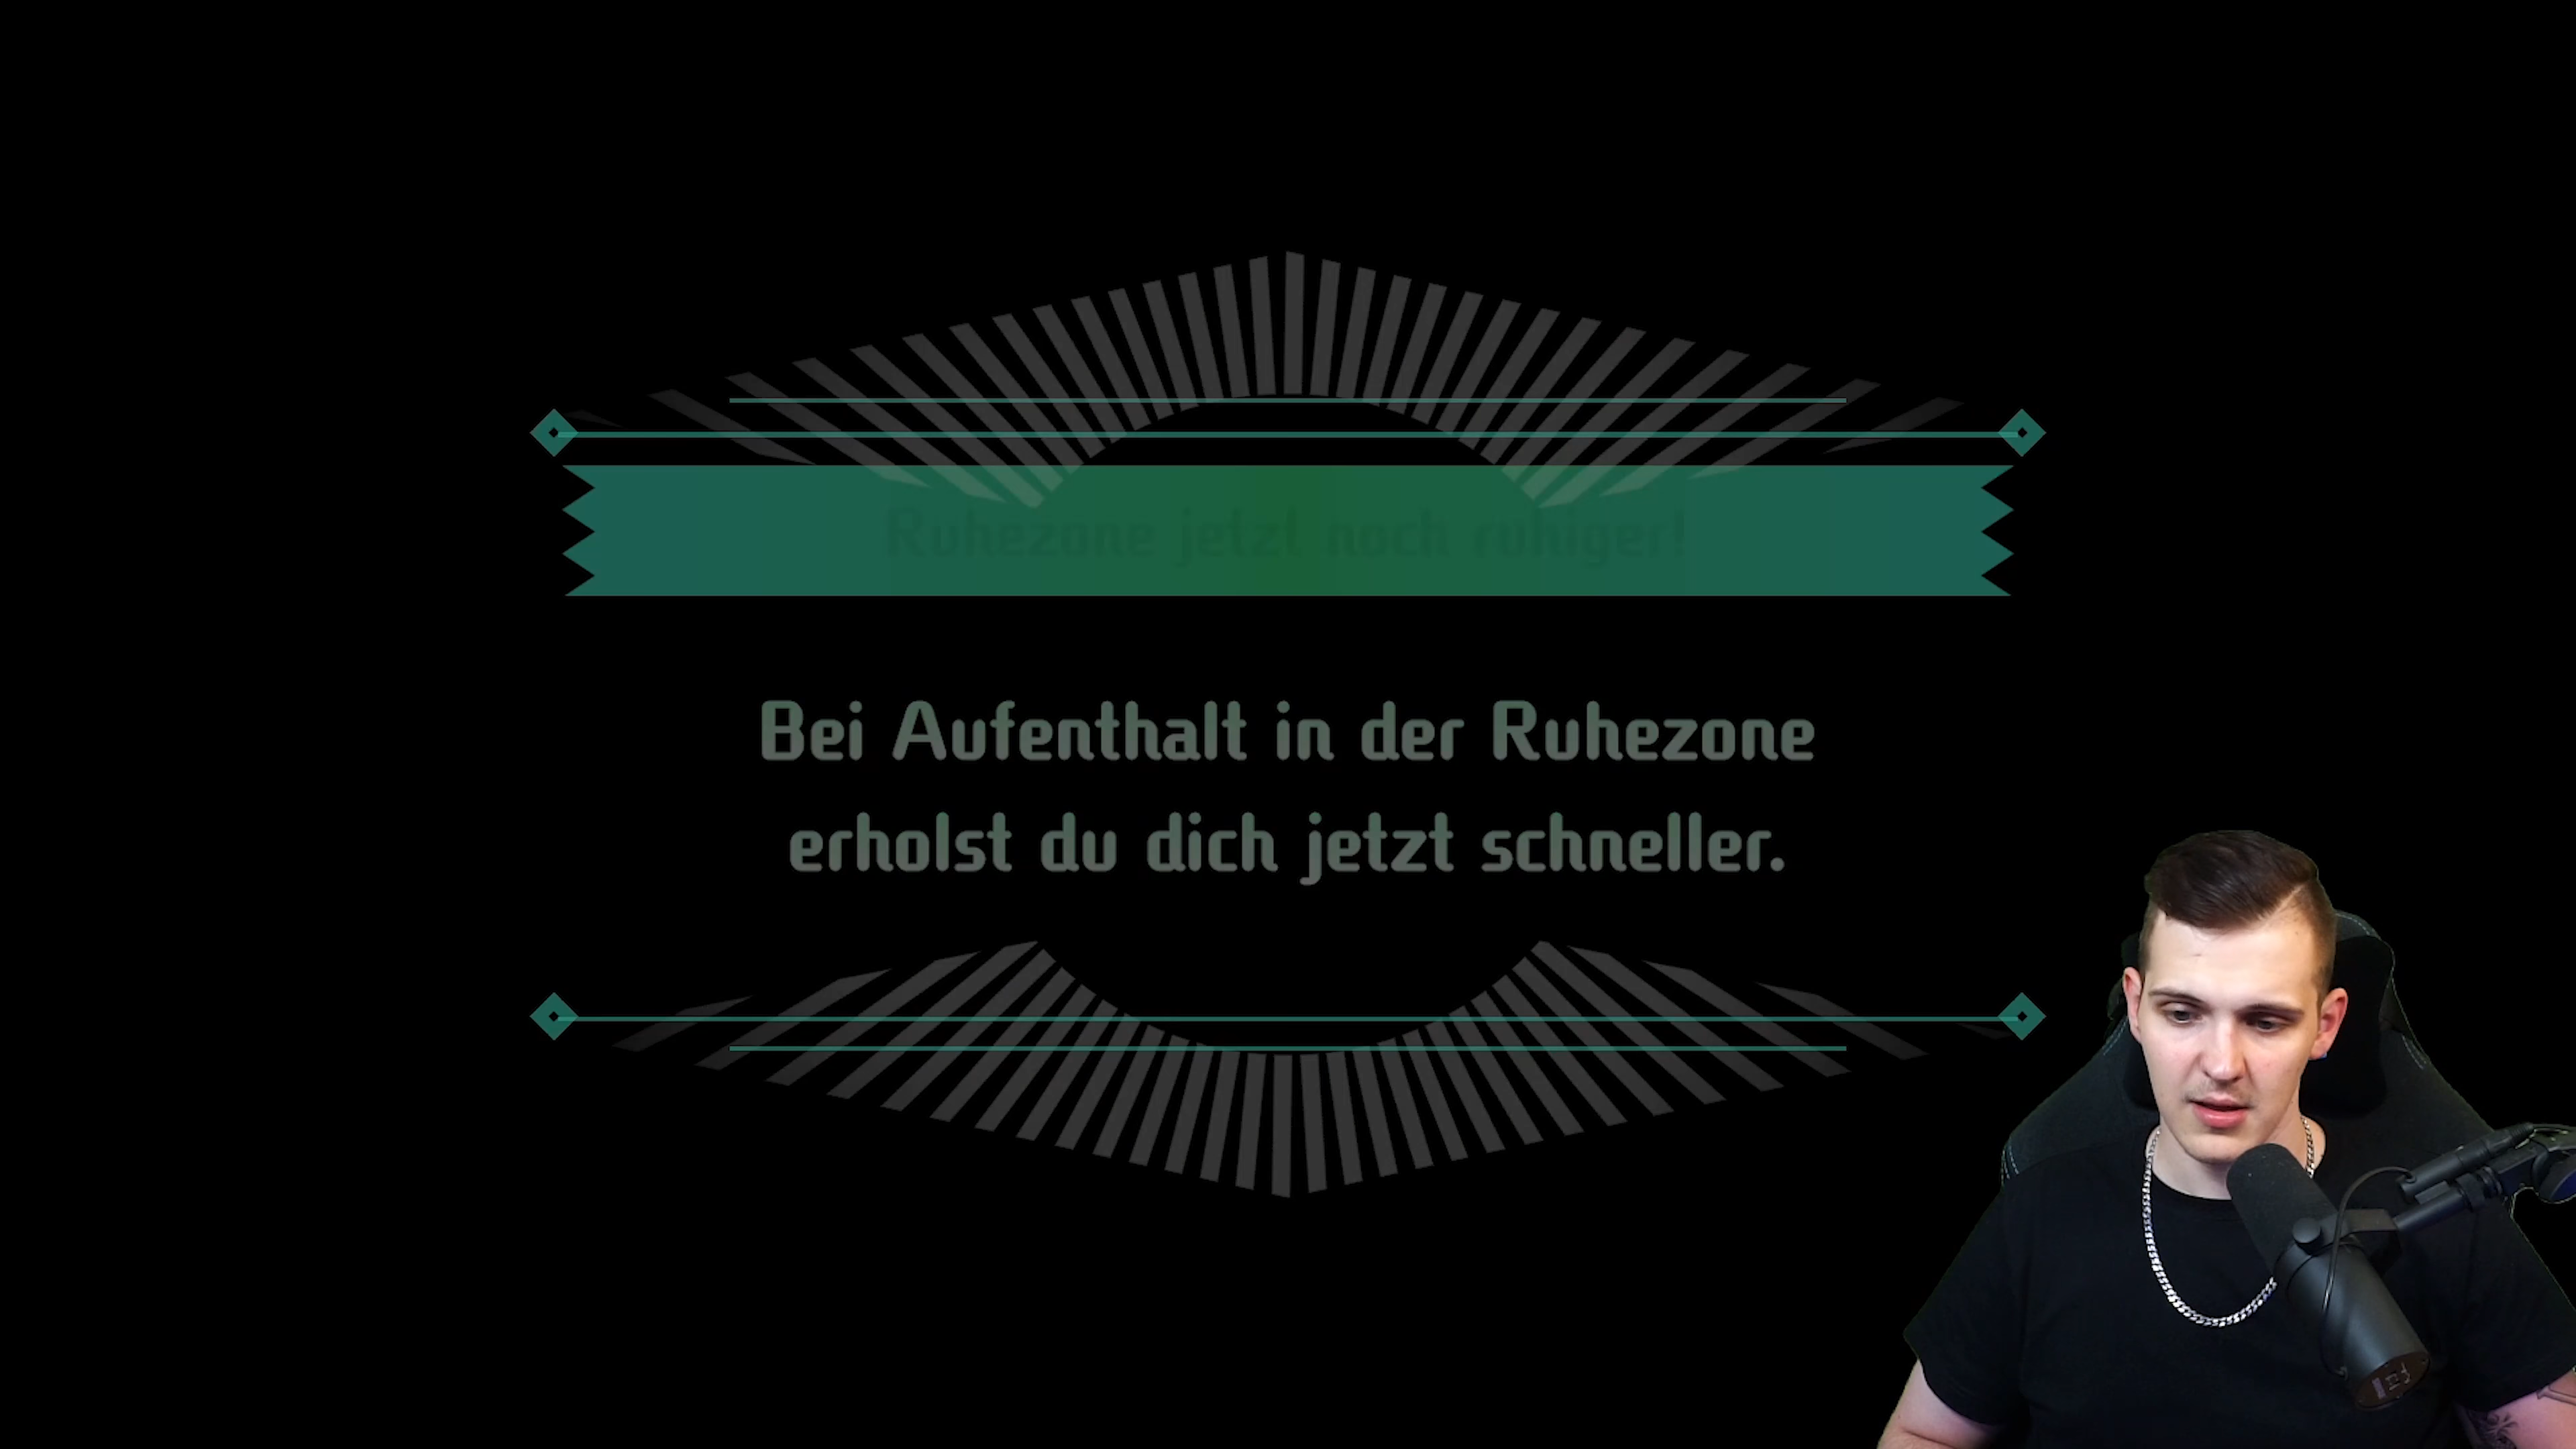 Ruhezone jetzt noch ruhiger!
Bei Aufenthalt in der Ruhezone
erholst du dich jetzt schneller.